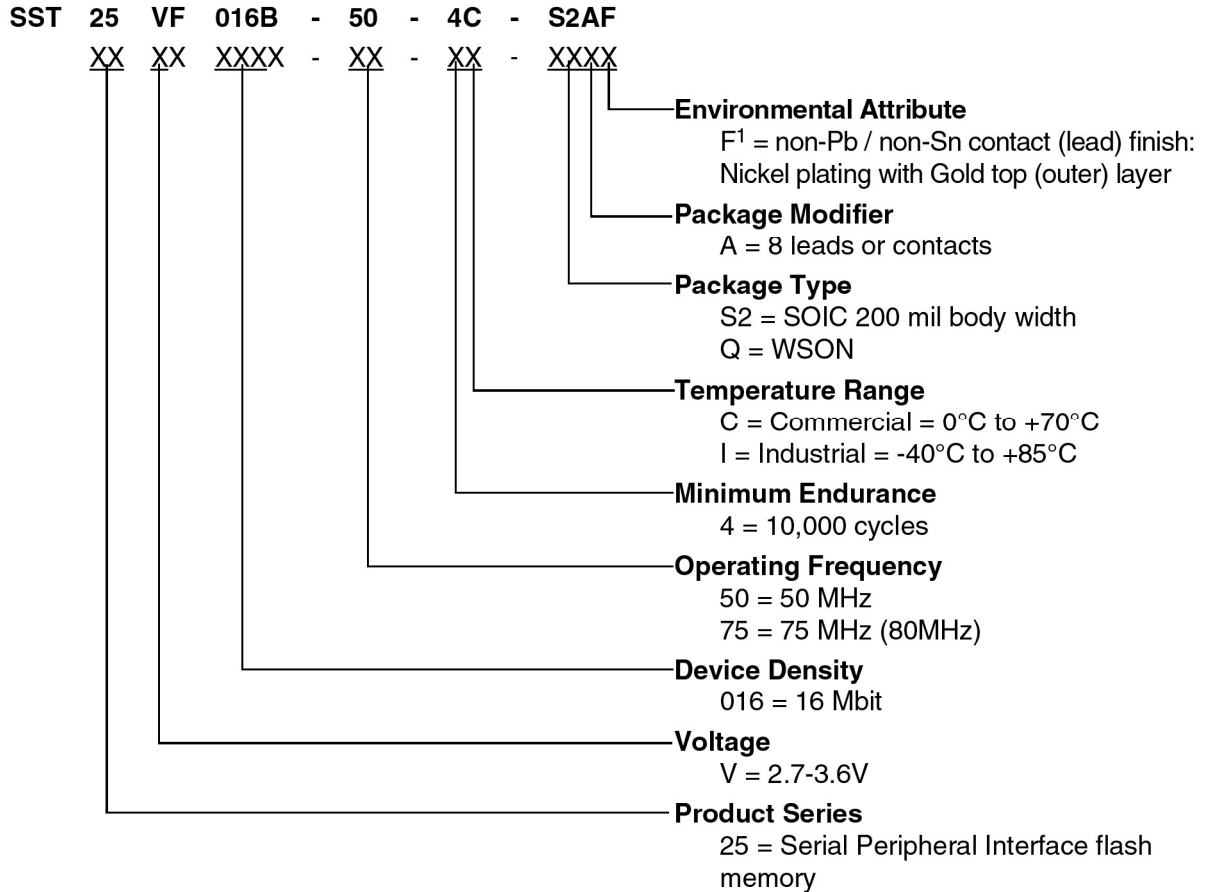 SST 25 VF 016B - 50 - 4C - S2AF
XX XX XXXX - XX - XX - XXXX
Environmental Attribute
F¹ = non-Pb / non-Sn contact (lead) finish:
Nickel plating with Gold top (outer) layer
Package Modifier
A = 8 leads or contacts
Package Type
S2 = SOIC 200 mil body width
Q = WSON
Temperature Range
C = Commercial = 0°C to +70°C
I = Industrial = -40°C to +85°C
Minimum Endurance
4 = 10,000 cycles
Operating Frequency
50 = 50 MHz
75 = 75 MHz (80MHz)
Device Density
016 = 16 Mbit
Voltage
V = 2.7-3.6V
Product Series
25 = Serial Peripheral Interface flash
memory